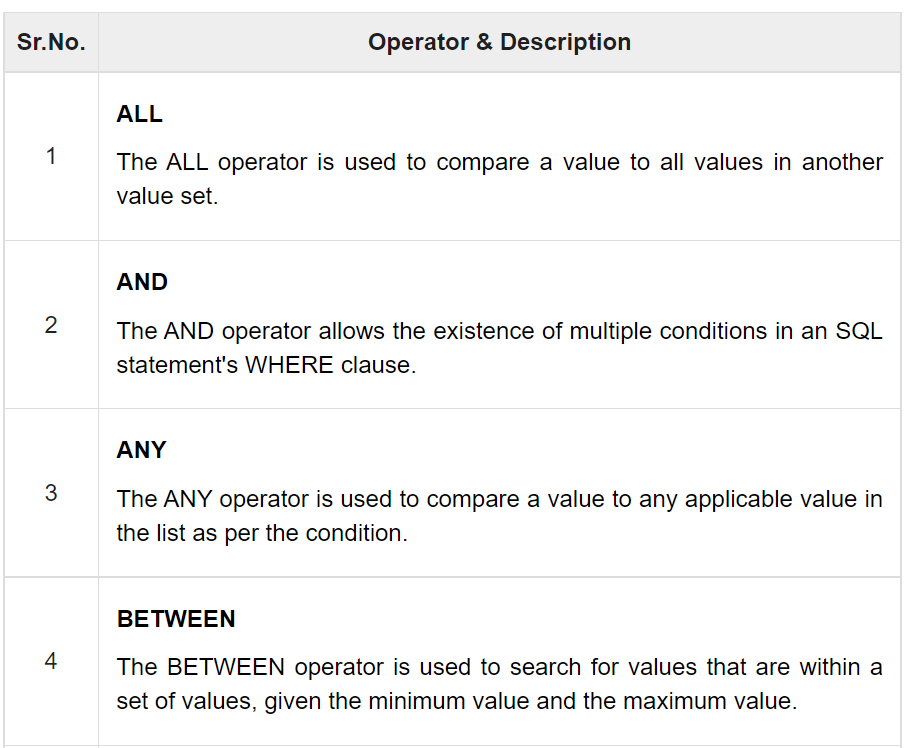 Sr.No. Operator & Description
ALL
1
The ALL operator is used to compare a value to all values in another
value set.
AND
2
The AND operator allows the existence of multiple conditions in an SQL
statement's WHERE clause.
ANY
3
The ANY operator is used to compare a value to any applicable value in
the list as per the condition.
BETWEEN
4
The BETWEEN operator is used to search for values that are within a
set of values, given the minimum value and the maximum value.